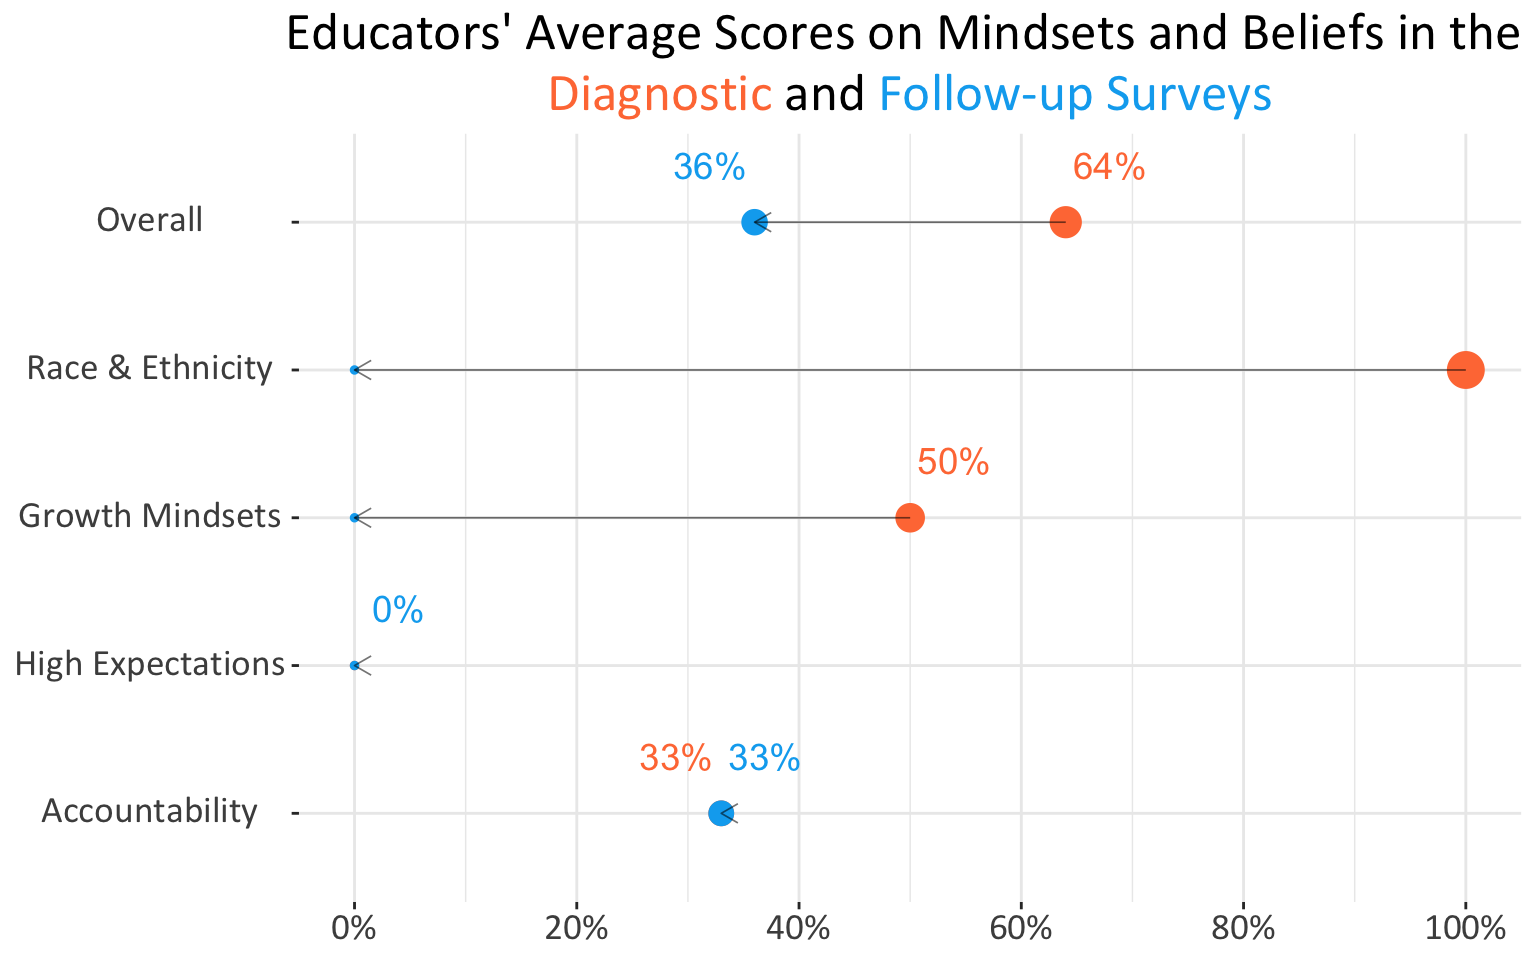 Educators' Average Scores on Mindsets and Beliefs in the
Diagnostic and Follow-up Surveys
36% 64%
Overall
Race & Ethnicity
50%
Growth Mindsets
0%
High Expectations
33% 33%
Accountability
0% 20% 40% 60% 80% 100%